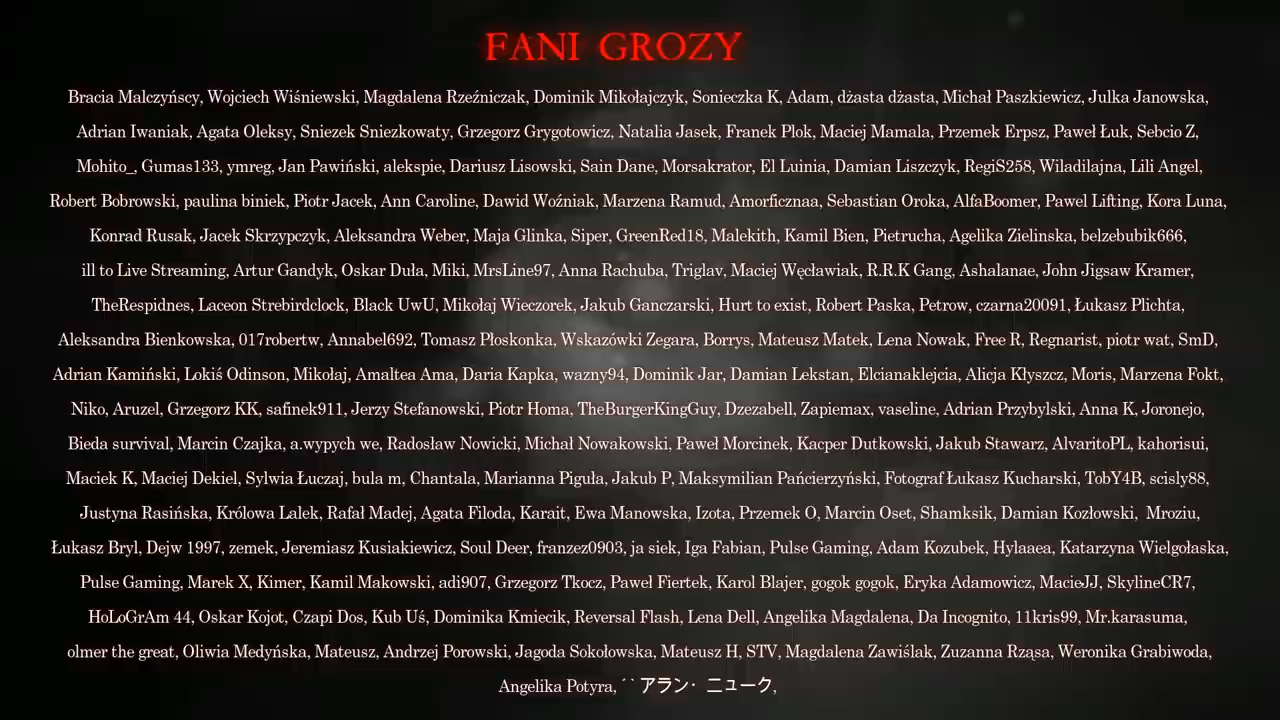 FANI GROZY
Bracia Malczyńscy, Wojciech Wiśniewski, Magdalena Rzeźniczak, Dominik Mikołajczyk, Sonieczka K, Adam, dżasta dżasta, Michał Paszkiewicz, Julka Janowska,
Adrian Iwaniak, Agata Oleksy, Sniezek Sniezkowaty, Grzegorz Grygotowicz, Natalia Jasek, Franek Plok, Maciej Mamala, Przemek Erpsz, Paweł Łuk, Sebcio Z,
Mohito_, Gumas133, ymreg, Jan Pawiński, alekspie, Dariusz Lisowski, Sain Dane, Morsakrator, El Luinia, Damian Liszczyk, RegiS258, Wiladilajna, Lili Angel,
Robert Bobrowski, paulina biniek, Piotr Jacek, Ann Caroline, Dawid Woźniak, Marzena Ramud, Amorficznaa, Sebastian Oroka, AlfaBoomer, Pawel Lifting, Kora Luna,
Konrad Rusak, Jacek Skrzypczyk, Aleksandra Weber, Maja Glinka, Siper, GreenRed18, Malekith, Kamil Bien, Pietrucha, Agelika Zielinska, belzebubik666,
ill to Live Streaming, Artur Gandyk, Oskar Duła, Miki, MrsLine97, Anna Rachuba, Triglav, Maciej Węcławiak, R.R.K Gang, Ashalanae, John Jigsaw Kramer,
TheRespidnes, Laceon Strebirdclock, Black UwU, Mikołaj Wieczorek, Jakub Ganczarski, Hurt to exist, Robert Paska, Petrow, czarna20091, Łukasz Plichta,
Aleksandra Bienkowska, 017robertw, Annabel692, Tomasz Płoskonka, Wskazówki Zegara, Borrys, Mateusz Matek, Lena Nowak, Free R, Regnarist, piotr wat, SmD,
Adrian Kamiński, Lokiś Odinson, Mikołaj, Amaltea Ama, Daria Kapka, wazny94, Dominik Jar, Damian Lekstan, Elcianaklejcia, Alicja Kłyszcz, Moris, Marzena Fokt,
Niko, Aruzel, Grzegorz KK, safinek911, Jerzy Stefanowski, Piotr Homa, TheBurgerKingGuy, Dzezabell, Zapiemax, vaseline, Adrian Przybylski, Anna K, Joronejo,
Bieda survival, Marcin Czajka, a.wypych we, Radosław Nowicki, Michał Nowakowski, Paweł Morcinek, Kacper Dutkowski, Jakub Stawarz, AlvaritoPL, kahorisui,
Maciek K, Maciej Dekiel, Sylwia Łuczaj, bula m, Chantala, Marianna Piguła, Jakub P, Maksymilian Pańcierzyński, Fotograf Łukasz Kucharski, TobY4B, scisly88,
Justyna Rasińska, Królowa Lalek, Rafał Madej, Agata Filoda, Karait, Ewa Manowska, Izota, Przemek O, Marcin Oset, Shamksik, Damian Kozłowski,  Mroziu,
Łukasz Bryl, Dejw 1997, zemek, Jeremiasz Kusiakiewicz, Soul Deer, franzez0903, ja siek, Iga Fabian, Pulse Gaming, Adam Kozubek, Hylaaea, Katarzyna Wielgołaska,
Pulse Gaming, Marek X, Kimer, Kamil Makowski, adi907, Grzegorz Tkocz, Paweł Fiertek, Karol Blajer, gogok gogok, Eryka Adamowicz, MacieJJ, SkylineCR7,
HoLoGrAm 44, Oskar Kojot, Czapi Dos, Kub Uś, Dominika Kmiecik, Reversal Flash, Lena Dell, Angelika Magdalena, Da Incognito, 11kris99, Mr.karasuma,
olmer the great, Oliwia Medyńska, Mateusz, Andrzej Porowski, Jagoda Sokołowska, Mateusz H, STV, Magdalena Zawiślak, Zuzanna Rząsa, Weronika Grabiwoda,
Angelika Potyra, ´` アラン・ニューク,